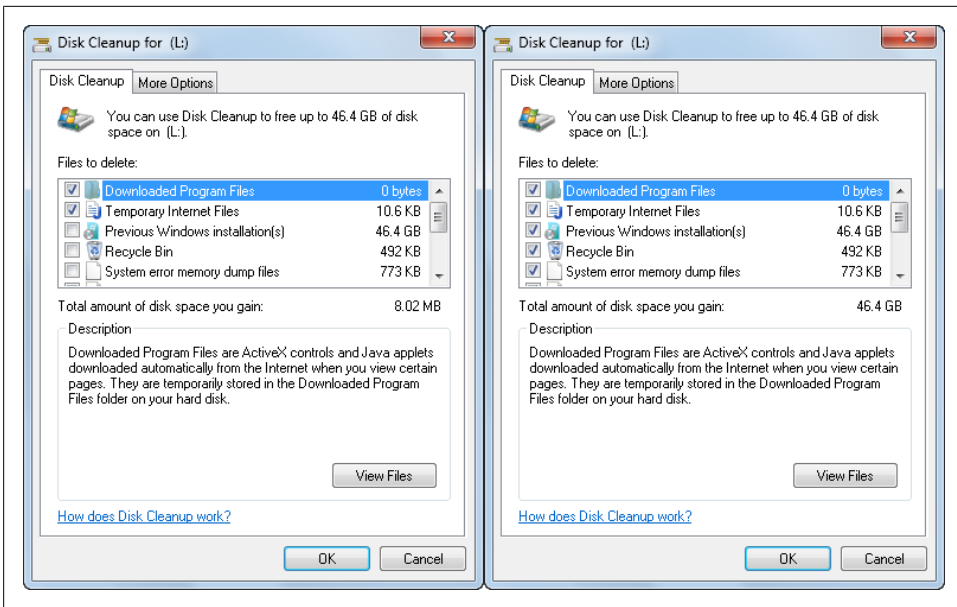 Disk Cleanup for (L:)
Disk Cleanup
More Options
You can use Disk Cleanup to free up to 46.4 GB of disk
space on (L:).
Files to delete:
Downloaded Program Files 0 bytes
Temporary Internet Files 10.6 KB
Previous Windows installation(s) 46.4 GB
Recycle Bin 492 KB
System error memory dump files 773 KB
Total amount of disk space you gain: 8.02 MB
Description
Downloaded Program Files are ActiveX controls and Java applets
downloaded automatically from the Internet when you view certain
pages. They are temporarily stored in the Downloaded Program
Files folder on your hard disk.
View Files
How does Disk Cleanup work?
OK
Cancel
Disk Cleanup for (L:)
Disk Cleanup
More Options
You can use Disk Cleanup to free up to 46.4 GB of disk
space on (L:).
Files to delete:
Downloaded Program Files 0 bytes
Temporary Internet Files 10.6 KB
Previous Windows installation(s) 46.4 GB
Recycle Bin 492 KB
System error memory dump files 773 KB
Total amount of disk space you gain: 46.4 GB
Description
Downloaded Program Files are ActiveX controls and Java applets
downloaded automatically from the Internet when you view certain
pages. They are temporarily stored in the Downloaded Program
Files folder on your hard disk.
View Files
How does Disk Cleanup work?
OK
Cancel